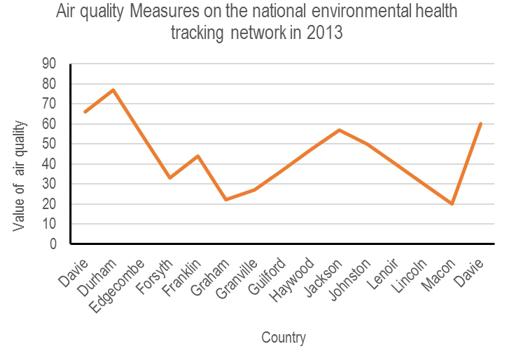 Air quality Measures on the national environmental health
tracking network in 2013
90
80
70
60
50
40
30
20
10
0
Value of air quality
Davie
Durham
Edgecombe
Forsyth
Franklin
Graham
Granville
Guilford
Haywood
Jackson
Johnston
Lenoir
Lincoln
Macon
Davie
Country